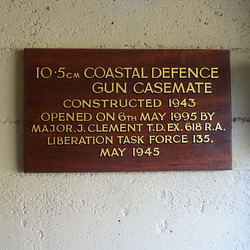 10·5cm COASTAL DEFENCE
GUN CASEMATE
CONSTRUCTED 1943
OPENED ON 6TH MAY 1995 BY
MAJOR. J. CLEMENT T.D. EX. 618 R.A.
LIBERATION TASK FORCE 135.
MAY 1945